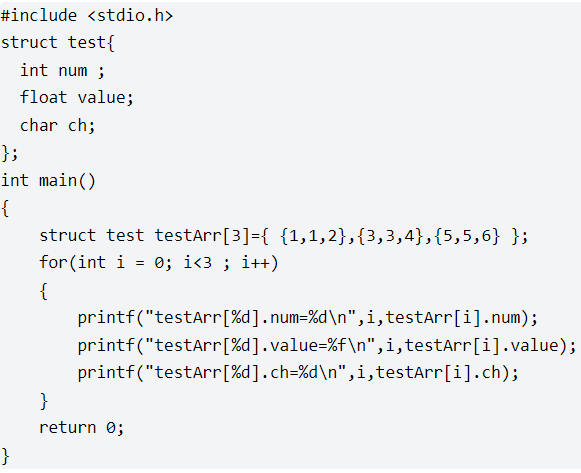 #include <stdio.h>
struct test{
  int num ;
  float value;
  char ch;
};
int main()
{
    struct test testArr[3]={ {1,1,2},{3,3,4},{5,5,6} };
    for(int i = 0; i<3 ; i++)
    {
        printf("testArr[%d].num=%d\n",i,testArr[i].num);
        printf("testArr[%d].value=%f\n",i,testArr[i].value);
        printf("testArr[%d].ch=%d\n",i,testArr[i].ch);
    }
    return 0;
}